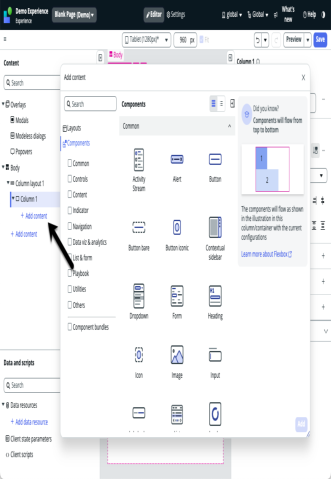 Demo Experience
Experience
Blank Page (Demo)
Editor
Settings
global
Global
What's new
Help
Tablet (1280px)*
960 px
Preview
Save
Content
Search
Overlays
Modals
Modeless dialogs
Popovers
Body
Column layout 1
Column 1
+ Add content
+ Add content
Data and scripts
Search
Data resources
+ Add data resource
Client state parameters
Client scripts
Body
Column 1
Add content
Search
Layouts
Components
Common
Controls
Content
Indicator
Navigation
Data viz & analytics
List & form
Playbook
Utilities
Others
Component bundles
Components
Common
Activity Stream
Alert
Button
Button bare
Button iconic
Contextual sidebar
Dropdown
Form
Heading
Icon
Image
Input
Did you know?
Components will flow from top to bottom
1
2
The components will flow as shown in the illustration in this column/container with the current configurations
Learn more about Flexbox
Add